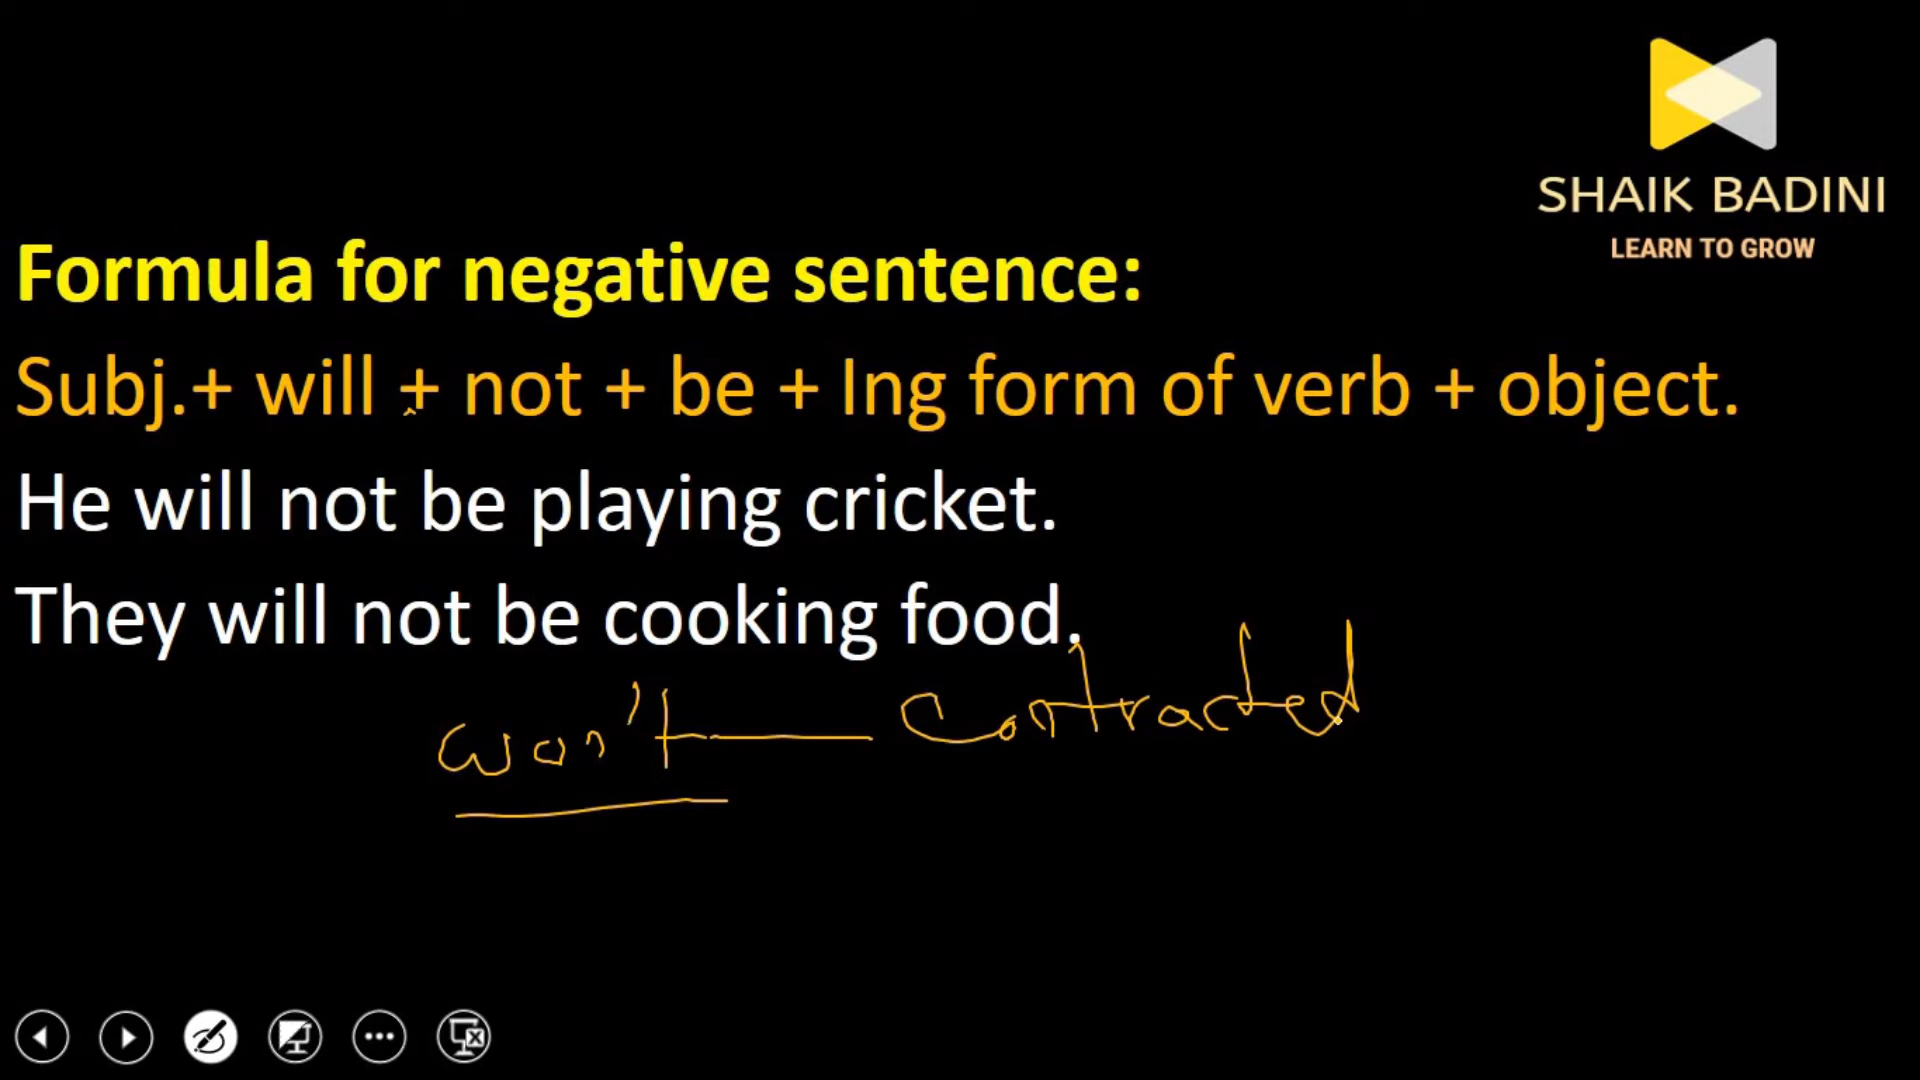 SHAIK BADINI
LEARN TO GROW
Formula for negative sentence:
Subj.+ will + not + be + Ing form of verb + object.
He will not be playing cricket.
They will not be cooking food.
won't — Contracted